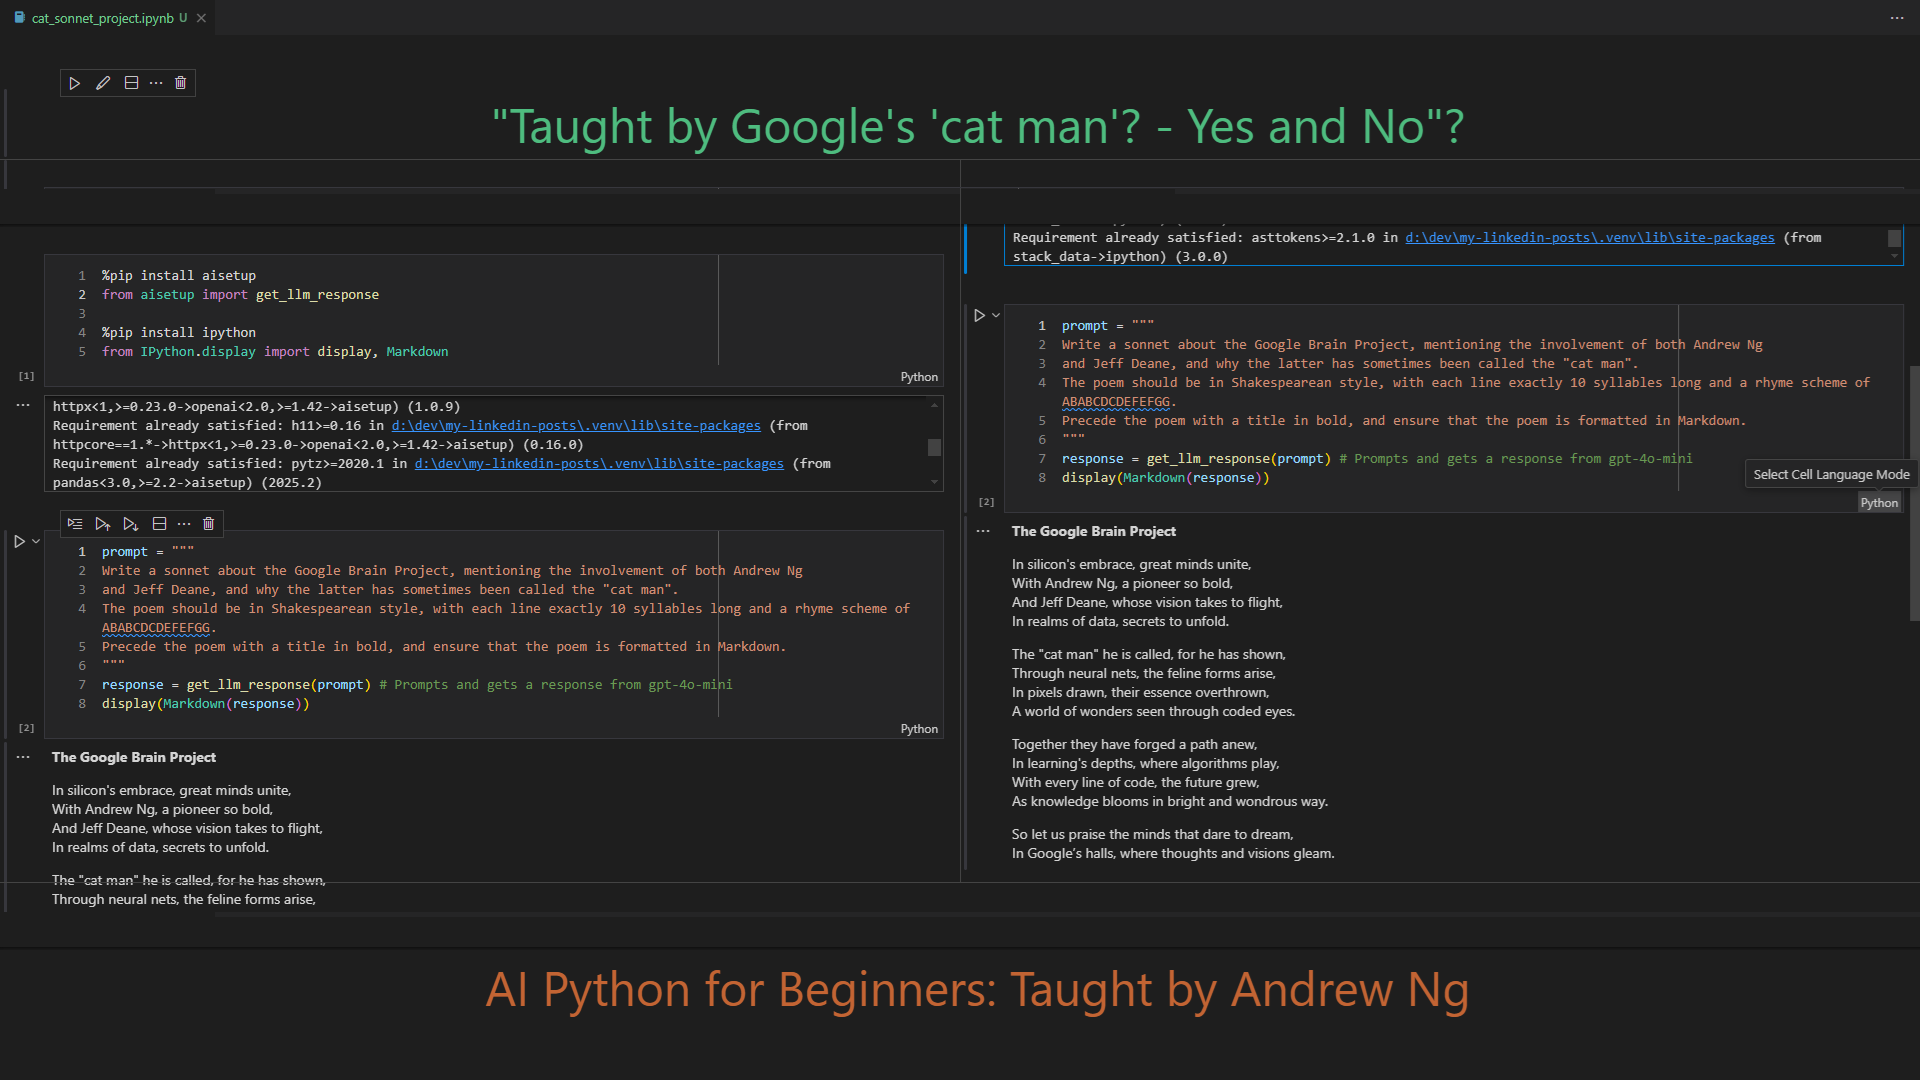 cat_sonnet_project.ipynb U
"Taught by Google's 'cat man'? - Yes and No"?
1 %pip install aisetup
2 from aisetup import get_llm_response
3
4 %pip install ipython
5 from IPython.display import display, Markdown
[1]
Python
httpx<1,>=0.23.0->openai<2.0,>=1.42->aisetup) (1.0.9)
Requirement already satisfied: h11>=0.16 in d:\dev\my-linkedin-posts\.venv\lib\site-packages (from
httpcore==1.*->httpx<1,>=0.23.0->openai<2.0,>=1.42->aisetup) (0.16.0)
Requirement already satisfied: pytz>=2020.1 in d:\dev\my-linkedin-posts\.venv\lib\site-packages (from
pandas<3.0,>=2.2->aisetup) (2025.2)
1 prompt = """
2 Write a sonnet about the Google Brain Project, mentioning the involvement of both Andrew Ng
3 and Jeff Deane, and why the latter has sometimes been called the "cat man".
4 The poem should be in Shakespearean style, with each line exactly 10 syllables long and a rhyme scheme of
ABABCDCDEFEFGG.
5 Precede the poem with a title in bold, and ensure that the poem is formatted in Markdown.
6 """
7 response = get_llm_response(prompt) # Prompts and gets a response from gpt-4o-mini
8 display(Markdown(response))
[2]
Python
The Google Brain Project
In silicon's embrace, great minds unite,
With Andrew Ng, a pioneer so bold,
And Jeff Deane, whose vision takes to flight,
In realms of data, secrets to unfold.
The "cat man" he is called, for he has shown,
Through neural nets, the feline forms arise,
Requirement already satisfied: asttokens>=2.1.0 in d:\dev\my-linkedin-posts\.venv\lib\site-packages (from
stack_data->ipython) (3.0.0)
1 prompt = """
2 Write a sonnet about the Google Brain Project, mentioning the involvement of both Andrew Ng
3 and Jeff Deane, and why the latter has sometimes been called the "cat man".
4 The poem should be in Shakespearean style, with each line exactly 10 syllables long and a rhyme scheme of
ABABCDCDEFEFGG.
5 Precede the poem with a title in bold, and ensure that the poem is formatted in Markdown.
6 """
7 response = get_llm_response(prompt) # Prompts and gets a response from gpt-4o-mini
8 display(Markdown(response))
Select Cell Language Mode
[2]
Python
The Google Brain Project
In silicon's embrace, great minds unite,
With Andrew Ng, a pioneer so bold,
And Jeff Deane, whose vision takes to flight,
In realms of data, secrets to unfold.
The "cat man" he is called, for he has shown,
Through neural nets, the feline forms arise,
In pixels drawn, their essence overthrown,
A world of wonders seen through coded eyes.
Together they have forged a path anew,
In learning's depths, where algorithms play,
With every line of code, the future grew,
As knowledge blooms in bright and wondrous way.
So let us praise the minds that dare to dream,
In Google's halls, where thoughts and visions gleam.
AI Python for Beginners: Taught by Andrew Ng